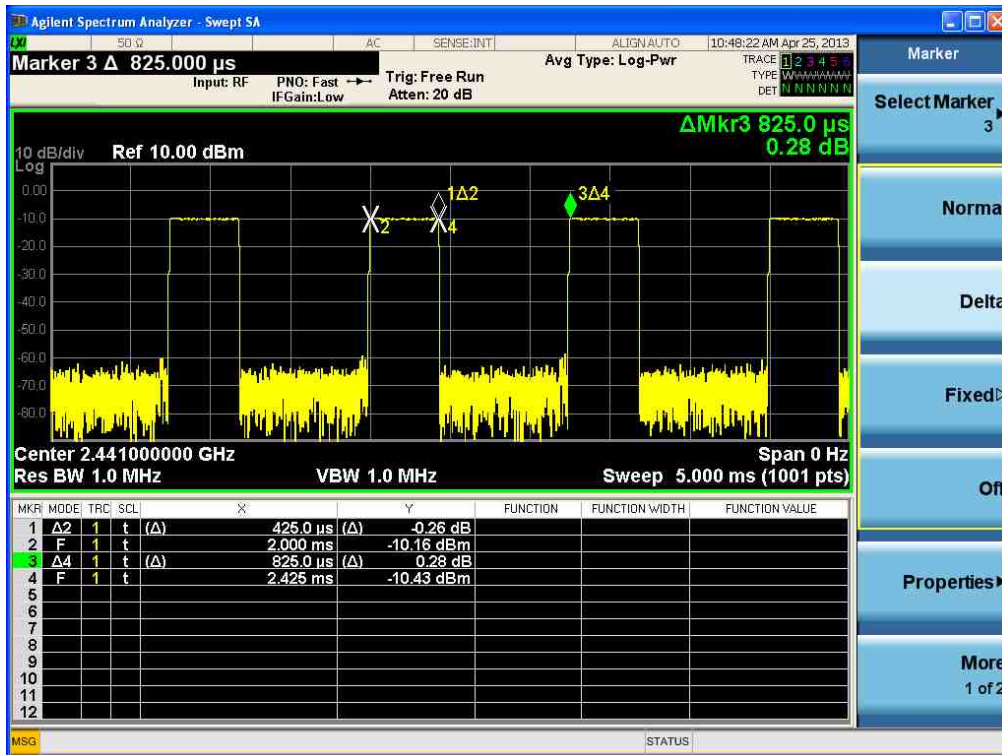 Agilent Spectrum Analyzer - Swept SA
LXI 50 Ω AC SENSE:INT ALIGN AUTO 10:48:22 AM Apr 25, 2013
Marker 3 Δ 825.000 µs
Input: RF PNO: Fast Trig: Free Run Avg Type: Log-Pwr TRACE 1 2 3 4 5 6
IFGain:Low Atten: 20 dB TYPE WWWWWW
DET N N N N N N
ΔMkr3 825.0 µs
0.28 dB
10 dB/div Ref 10.00 dBm
Log
0.00
-10.0
-20.0
-30.0
-40.0
-50.0
-60.0
-70.0
-80.0
1Δ2
2
4
3Δ4
Center 2.441000000 GHz Span 0 Hz
Res BW 1.0 MHz VBW 1.0 MHz Sweep 5.000 ms (1001 pts)
MKR MODE TRC SCL X Y FUNCTION FUNCTION WIDTH FUNCTION VALUE
1 Δ2 1 t (Δ) 425.0 µs (Δ) -0.26 dB
2 F 1 t 2.000 ms -10.16 dBm
3 Δ4 1 t (Δ) 825.0 µs (Δ) 0.28 dB
4 F 1 t 2.425 ms -10.43 dBm
5
6
7
8
9
10
11
12
MSG STATUS
Marker
Select Marker
3
Normal
Delta
Fixed
Off
Properties
More
1 of 2